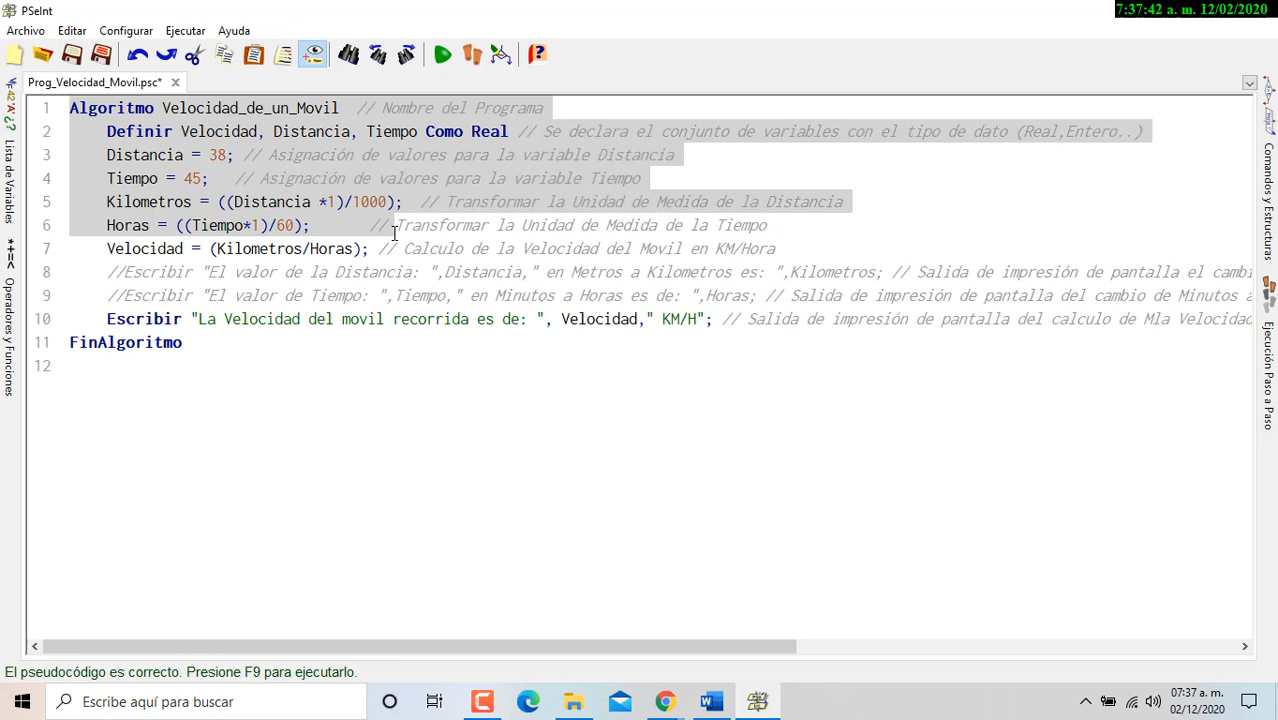 7:37:42 a. m. 12/02/2020
PSeInt
Archivo Editar Configurar Ejecutar Ayuda
Prog_Velocidad_Movil.psc*
1 Algoritmo Velocidad_de_un_Movil // Nombre del Programa
2 Definir Velocidad, Distancia, Tiempo Como Real // Se declara el conjunto de variables con el tipo de dato (Real,Entero..)
3 Distancia = 38; // Asignación de valores para la variable Distancia
4 Tiempo = 45; // Asignación de valores para la variable Tiempo
5 Kilometros = ((Distancia *1)/1000); // Transformar la Unidad de Medida de la Distancia
6 Horas = ((Tiempo*1)/60); // Transformar la Unidad de Medida de la Tiempo
7 Velocidad = (Kilometros/Horas); // Calculo de la Velocidad del Movil en KM/Hora
8 //Escribir "El valor de la Distancia: ",Distancia," en Metros a Kilometros es: ",Kilometros; // Salida de impresión de pantalla el cambi
9 //Escribir "El valor de Tiempo: ",Tiempo," en Minutos a Horas es de: ",Horas; // Salida de impresión de pantalla del cambio de Minutos a
10 Escribir "La Velocidad del movil recorrida es de: ", Velocidad," KM/H"; // Salida de impresión de pantalla del calculo de Mla Velocidad
11 FinAlgoritmo
12
Lista de Variables
*+=< Operadores y Funciones
Comandos y Estructuras
Ejecución Paso a Paso
El pseudocódigo es correcto. Presione F9 para ejecutarlo.
Escribe aquí para buscar
07:37 a. m.
02/12/2020